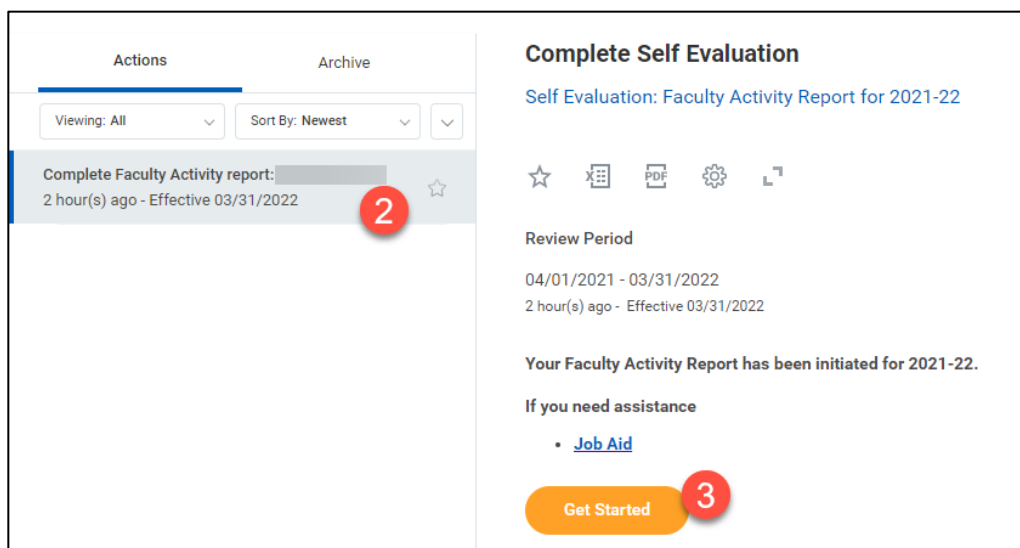 Actions
Archive
Viewing: All
Sort By: Newest
Complete Faculty Activity report:
2 hour(s) ago - Effective 03/31/2022
2
Complete Self Evaluation
Self Evaluation: Faculty Activity Report for 2021-22
X
PDF
Review Period
04/01/2021 - 03/31/2022
2 hour(s) ago - Effective 03/31/2022
Your Faculty Activity Report has been initiated for 2021-22.
If you need assistance
• Job Aid
Get Started
3